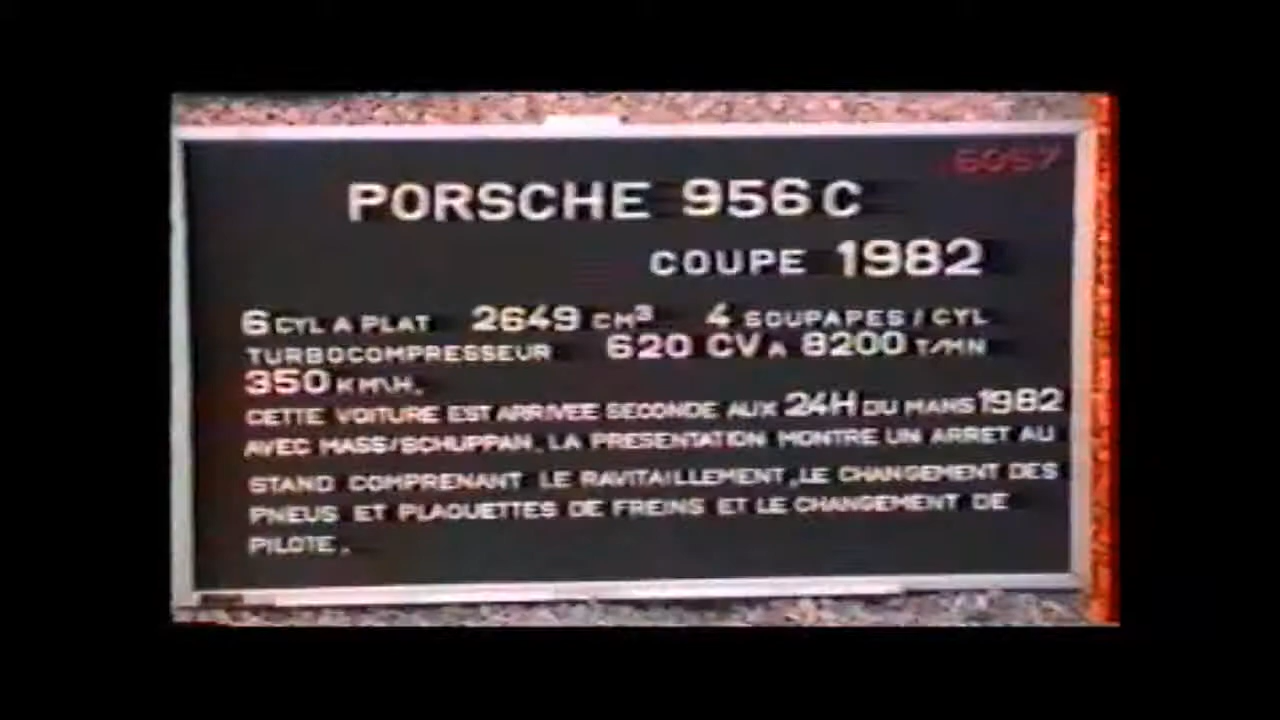 6057
PORSCHE 956 C
COUPE 1982
6 CYL A PLAT 2649 CM³ 4 SOUPAPES / CYL
TURBOCOMPRESSEUR 620 CV A 8200 T/MN
350 KM\H.
CETTE VOITURE EST ARRIVEE SECONDE AUX 24H DU MANS 1982
AVEC MASS/SCHUPPAN. LA PRESENTATION MONTRE UN ARRET AU
STAND COMPRENANT LE RAVITAILLEMENT, LE CHANGEMENT DES
PNEUS ET PLAQUETTES DE FREINS ET LE CHANGEMENT DE
PILOTE.